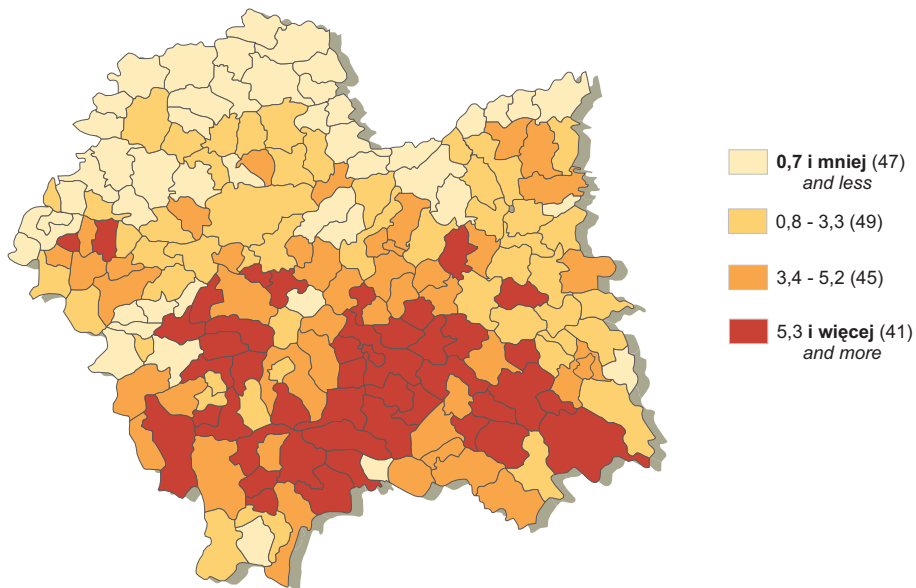 0,7 i mniej (47)
and less
0,8 - 3,3 (49)
3,4 - 5,2 (45)
5,3 i więcej (41)
and more